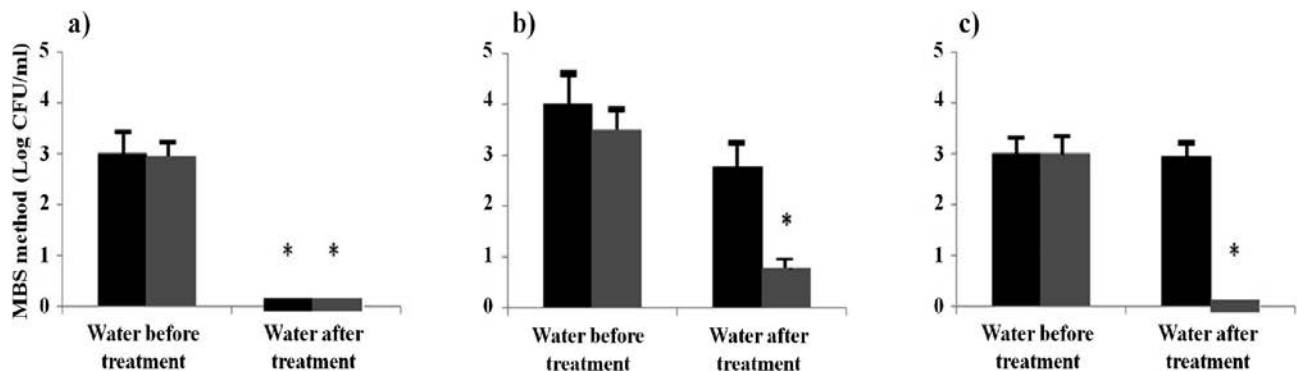 a)
MBS method (Log CFU/ml)
5
4
3
2
1
0
* *
Water before
treatment
Water after
treatment
b)
5
4
3
2
1
0
*
Water before
treatment
Water after
treatment
c)
5
4
3
2
1
0
*
Water before
treatment
Water after
treatment